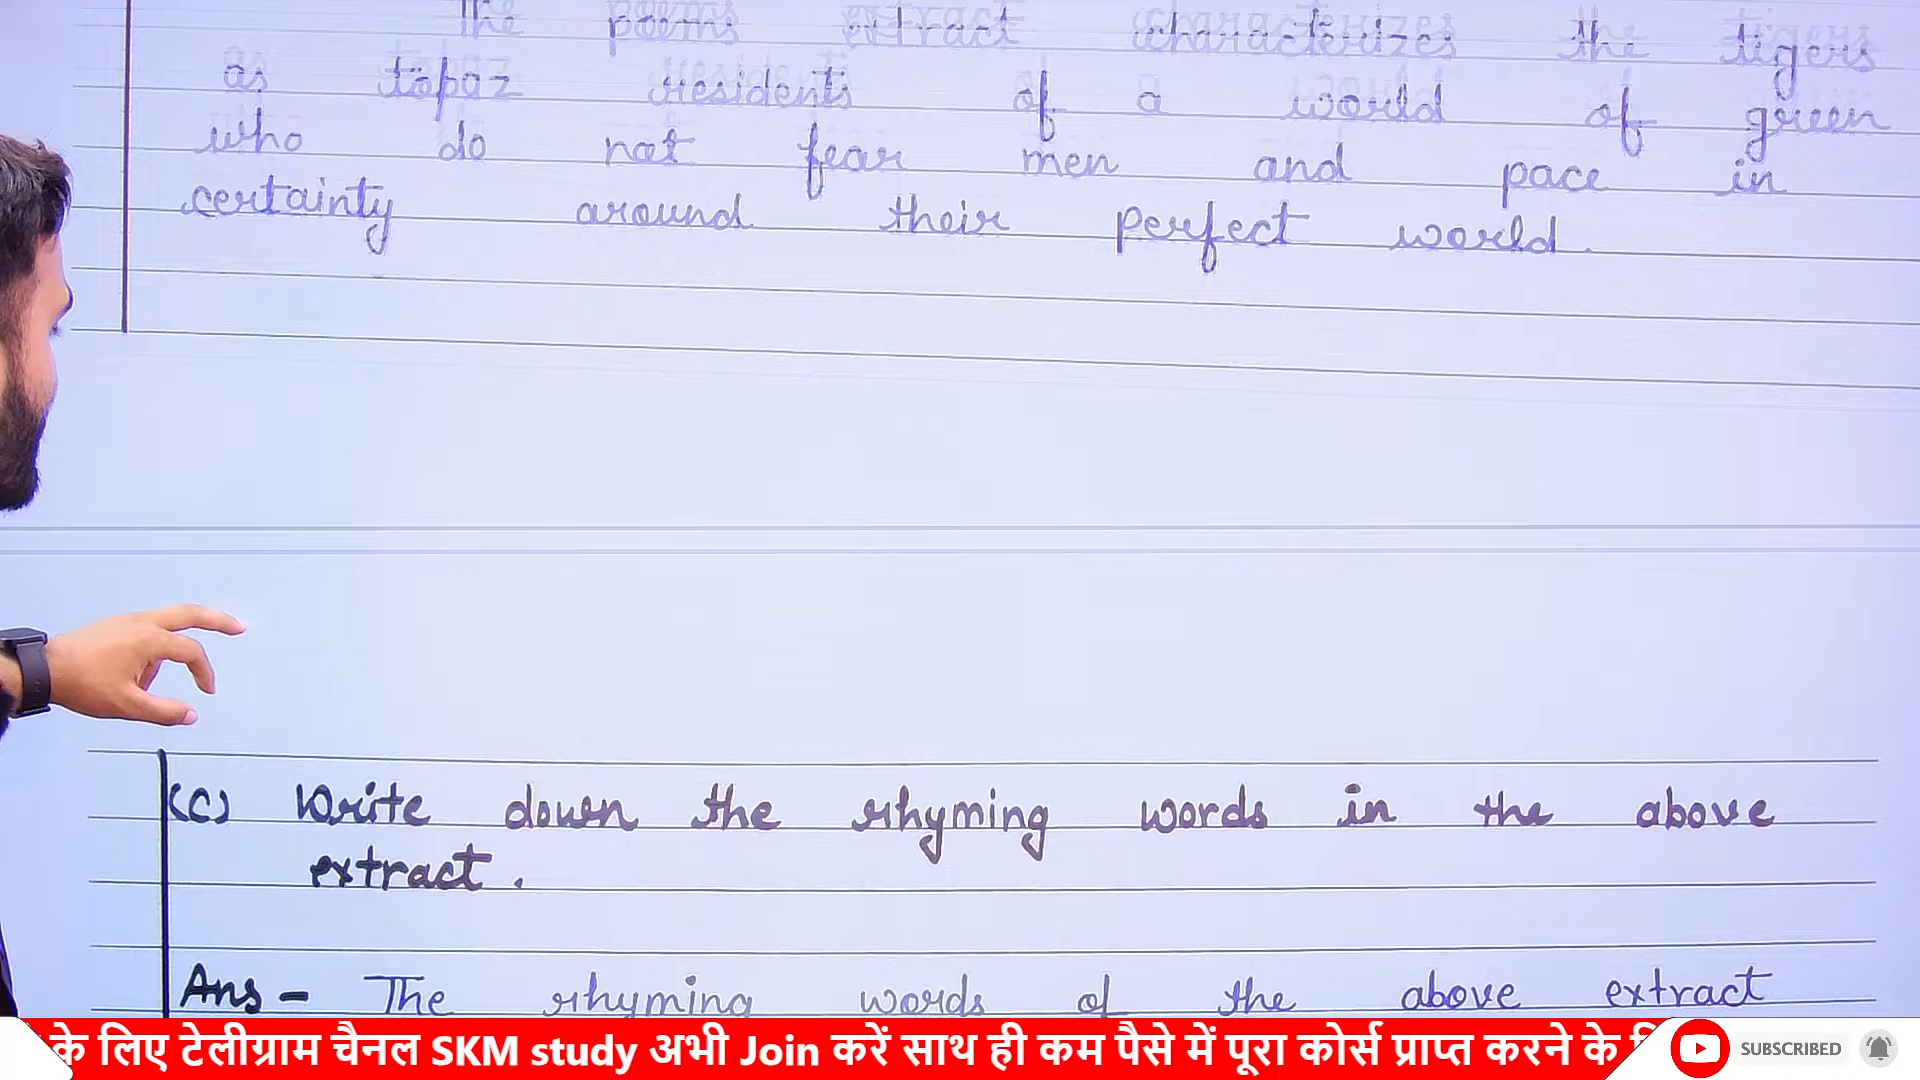 The poems extract characterizes the tigers
as topaz residents of a world of green
who do not fear men and pace in
certainty around their perfect world.
(C) Write down the rhyming words in the above
extract.
Ans - The rhyming words of the above extract
के लिए टेलीग्राम चैनल SKM study अभी Join करें साथ ही कम पैसे में पूरा कोर्स प्राप्त करने के
SUBSCRIBED